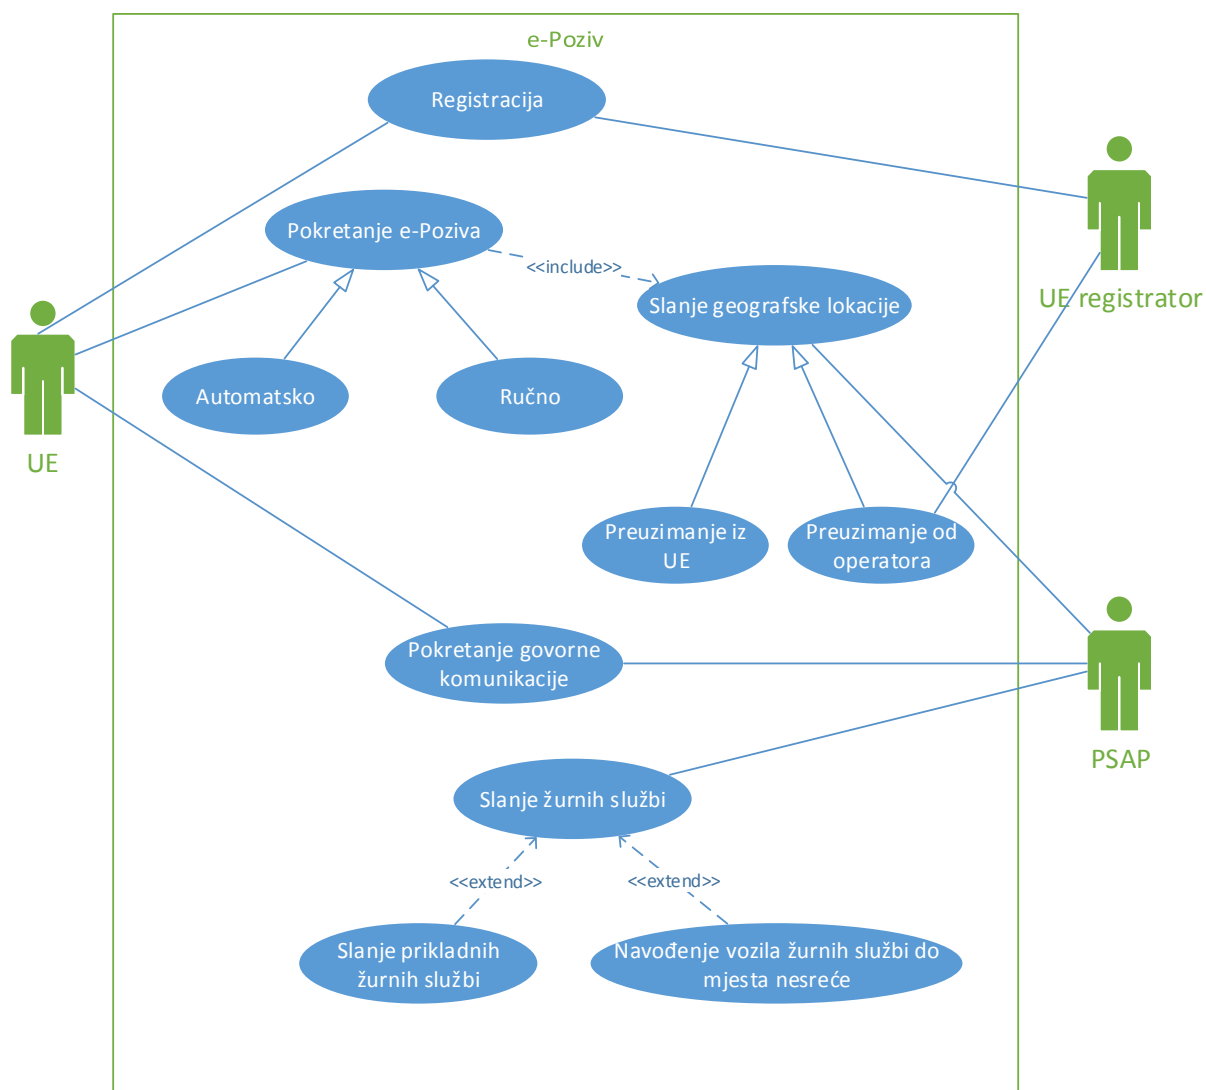 e-Poziv
Registracija
Pokretanje e-Poziva
<<include>>
Slanje geografske lokacije
UE registrator
Automatsko
Ručno
UE
Preuzimanje iz
UE
Preuzimanje od
operatora
Pokretanje govorne
komunikacije
PSAP
Slanje žurnih službi
<<extend>>
<<extend>>
Slanje prikladnih
žurnih službi
Navođenje vozila žurnih službi do
mjesta nesreće